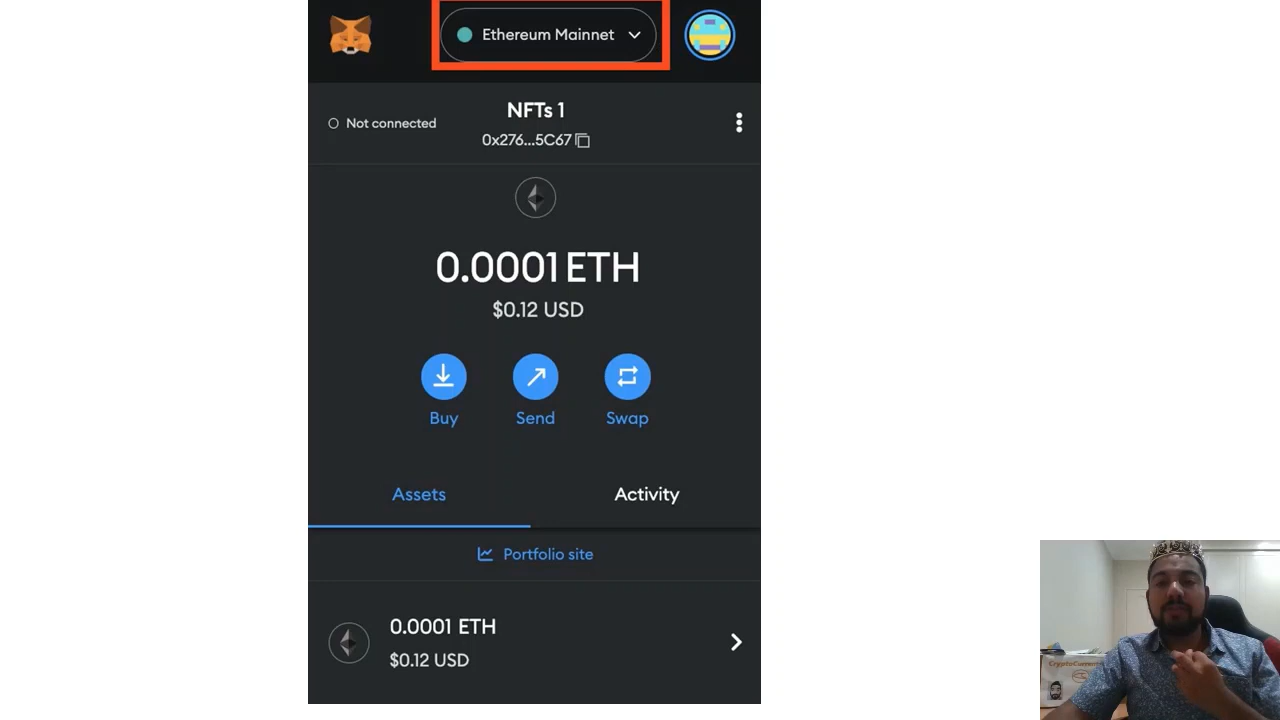 Ethereum Mainnet
Not connected
NFTs 1
0x276...5C67
0.0001 ETH
$0.12 USD
Buy
Send
Swap
Assets
Activity
Portfolio site
0.0001 ETH
$0.12 USD